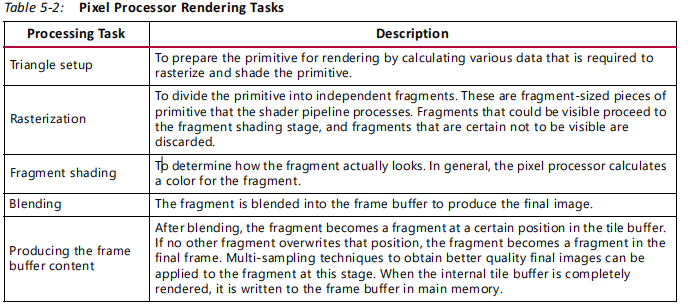 Table 5-2: Pixel Processor Rendering Tasks
Processing Task Description
Triangle setup
To prepare the primitive for rendering by calculating various data that is required to
rasterize and shade the primitive.
Rasterization
To divide the primitive into independent fragments. These are fragment-sized pieces of
primitive that the shader pipeline processes. Fragments that could be visible proceed to
the fragment shading stage, and fragments that are certain not to be visible are
discarded.
Fragment shading
To determine how the fragment actually looks. In general, the pixel processor calculates
a color for the fragment.
Blending
The fragment is blended into the frame buffer to produce the final image.
Producing the frame
buffer content
After blending, the fragment becomes a fragment at a certain position in the tile buffer.
If no other fragment overwrites that position, the fragment becomes a fragment in the
final frame. Multi-sampling techniques to obtain better quality final images can be
applied to the fragment at this stage. When the internal tile buffer is completely
rendered, it is written to the frame buffer in main memory.